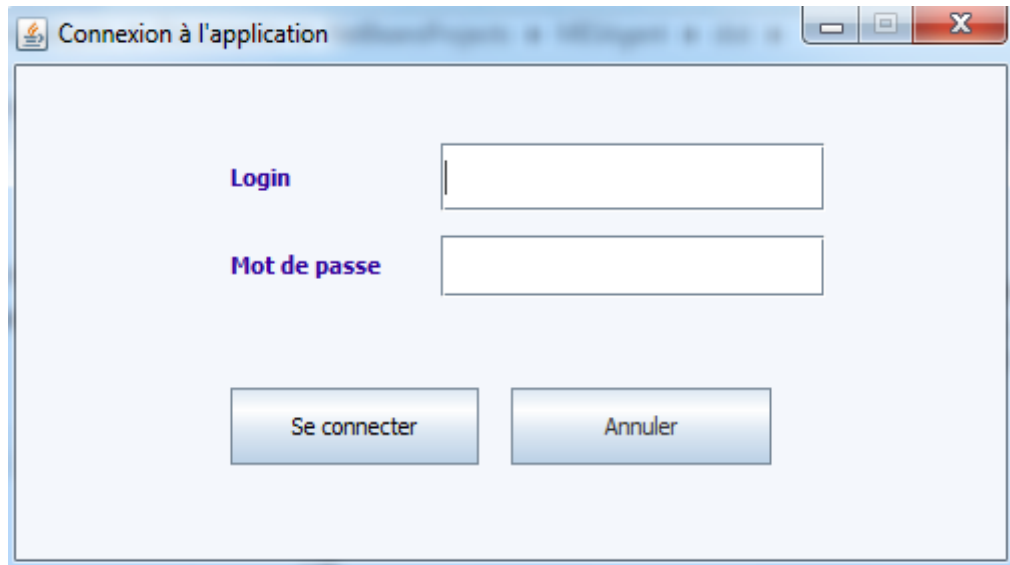 Connexion à l'application
Login
Mot de passe
Se connecter Annuler